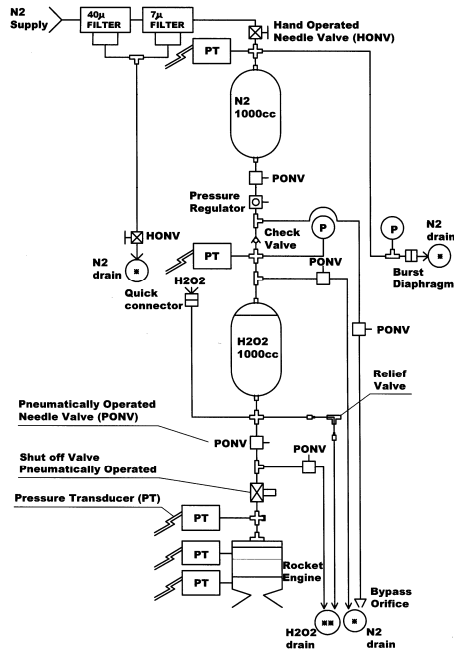 N2
Supply
40μ
FILTER
7μ
FILTER
Hand Operated
Needle Valve (HONV)
PT
N2
1000cc
PONV
Pressure
Regulator
HONV
Check
Valve
P
P
N2
drain
PT
PONV
N2
drain
Quick
connector
H2O2
Burst
Diaphragm
PONV
H2O2
1000cc
Relief
Valve
Pneumatically Operated
Needle Valve (PONV)
PONV
PONV
Shut off Valve
Pneumatically Operated
Pressure Transducer (PT)
PT
PT
PT
Rocket
Engine
Bypass
Orifice
H2O2
drain
N2
drain